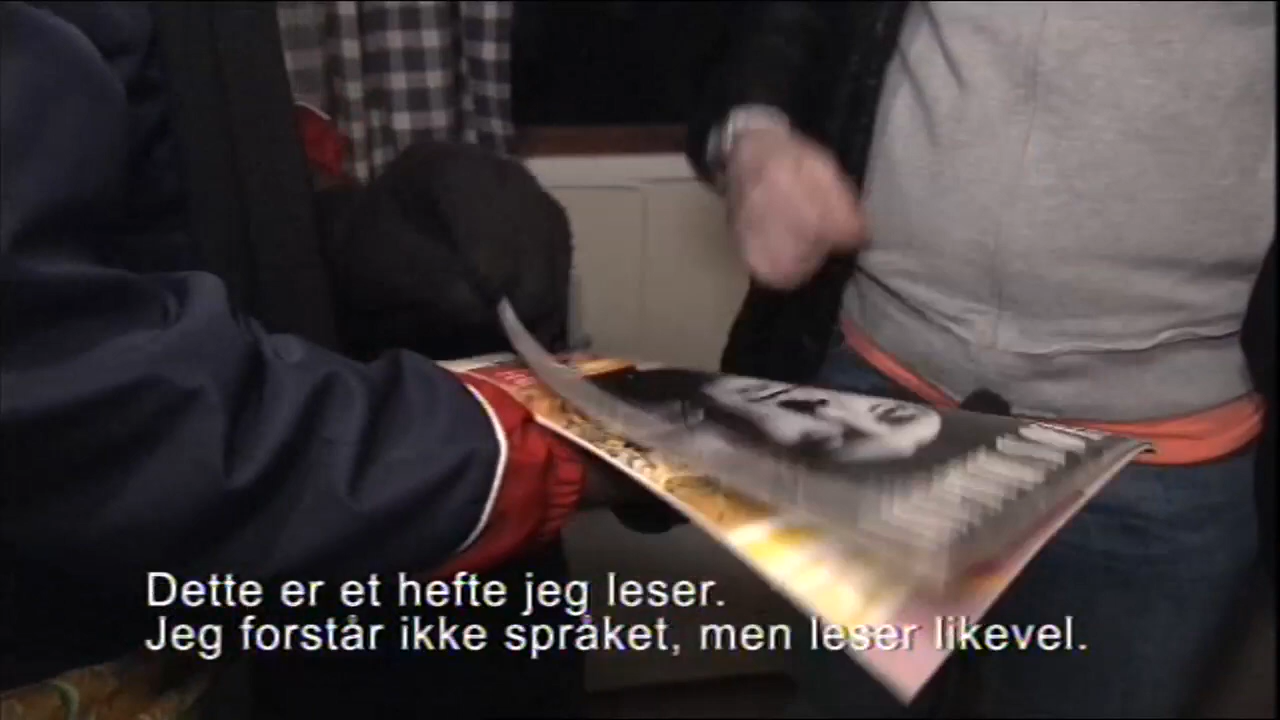 Dette er et hefte jeg leser.
Jeg forstår ikke språket, men leser likevel.